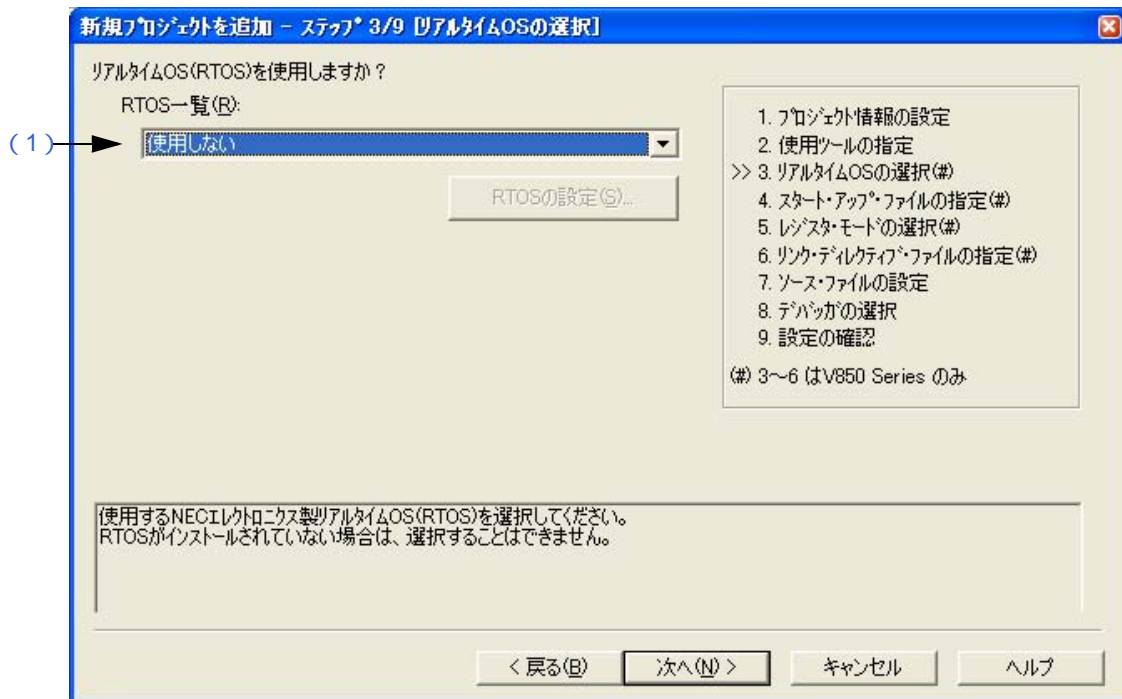 新規プロジェクトを追加 - ステップ 3/9 [リアルタイムOSの選択]
リアルタイムOS(RTOS)を使用しますか？
RTOS一覧(R):
(1)
使用しない
RTOSの設定(S)...
1. プロジェクト情報の設定
2. 使用ツールの指定
>> 3. リアルタイムOSの選択(#)
4. スタート・アップ・ファイルの指定(#)
5. レジスタ・モードの選択(#)
6. リンク・ディレクティブ・ファイルの指定(#)
7. ソース・ファイルの設定
8. デバッガの選択
9. 設定の確認
(#) 3～6 はV850 Series のみ
使用するNECエレクトロニクス製リアルタイムOS(RTOS)を選択してください。
RTOSがインストールされていない場合は、選択することはできません。
< 戻る(B)
次へ(N) >
キャンセル
ヘルプ